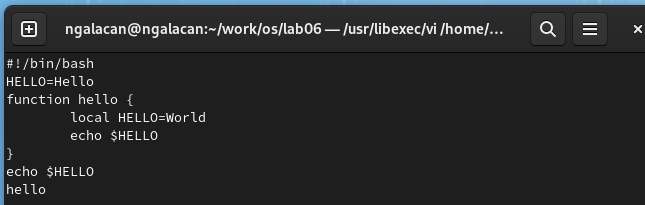 ngalacan@ngalacan:~/work/os/lab06 — /usr/libexec/vi /home/...
#!/bin/bash
HELLO=Hello
function hello {
        local HELLO=World
        echo $HELLO
}
echo $HELLO
hello